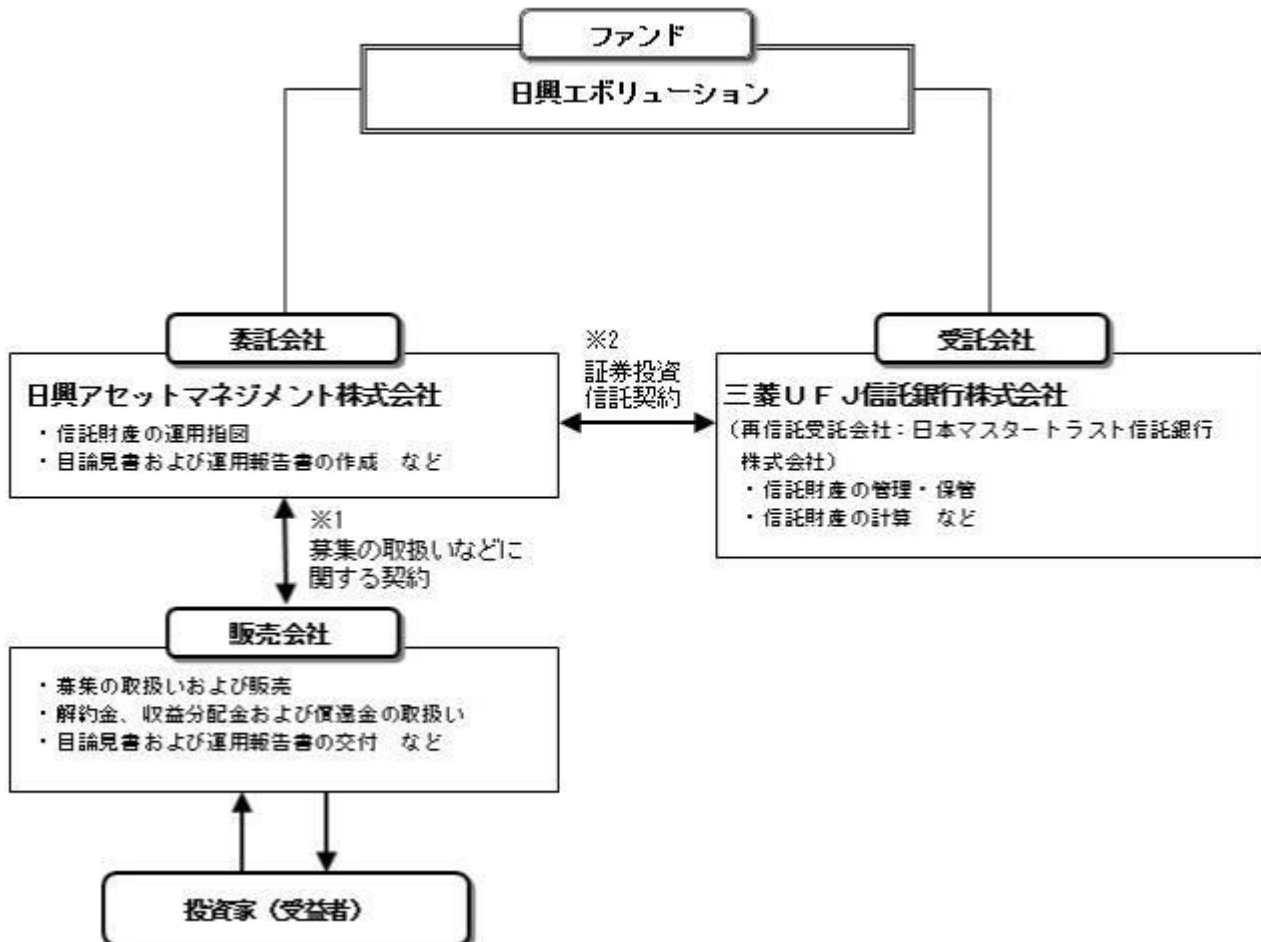 ファンド
日興エボリューション
委託会社
日興アセットマネジメント株式会社
・信託財産の運用指図
・目論見書および運用報告書の作成　など
※2
証券投資
信託契約
受託会社
三菱ＵＦＪ信託銀行株式会社
（再信託受託会社：日本マスタートラスト信託銀行
株式会社）
・信託財産の管理・保管
・信託財産の計算　など
※1
募集の取扱いなどに
関する契約
販売会社
・募集の取扱いおよび販売
・解約金、収益分配金および償還金の取扱い
・目論見書および運用報告書の交付　など
投資家（受益者）